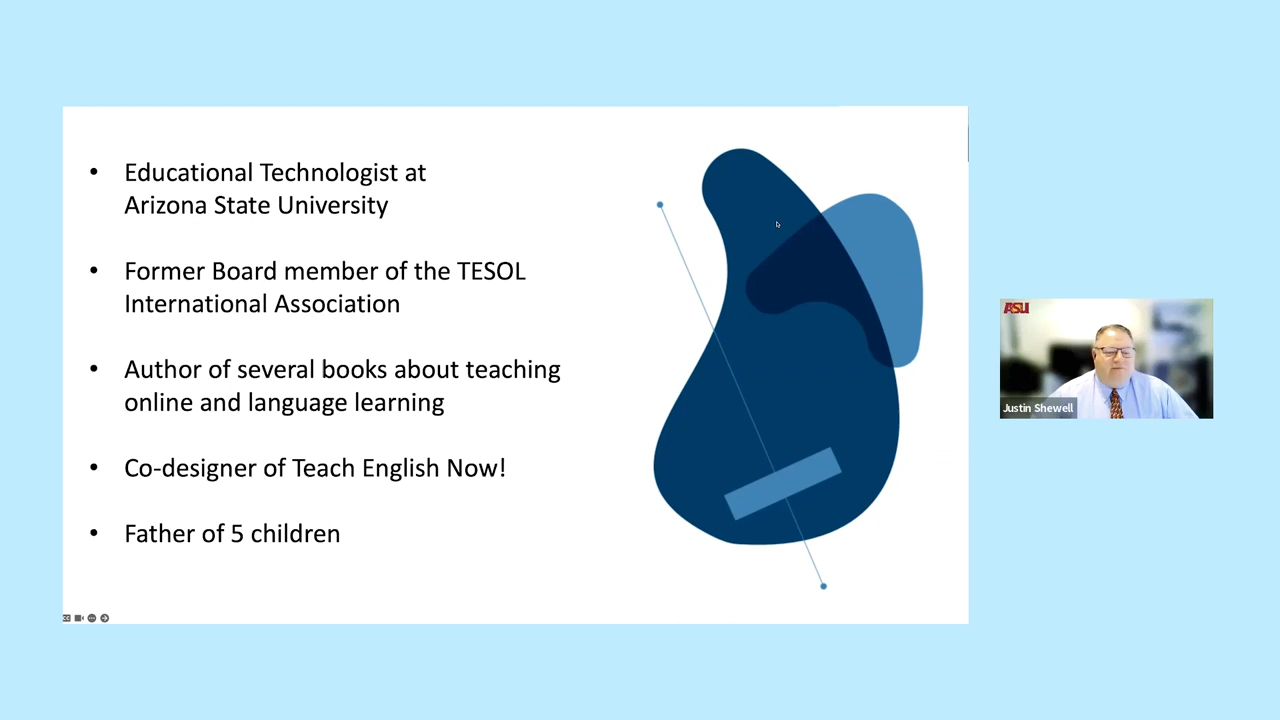 • Educational Technologist at
Arizona State University
• Former Board member of the TESOL
International Association
• Author of several books about teaching
online and language learning
• Co-designer of Teach English Now!
• Father of 5 children
ASU
Justin Shewell